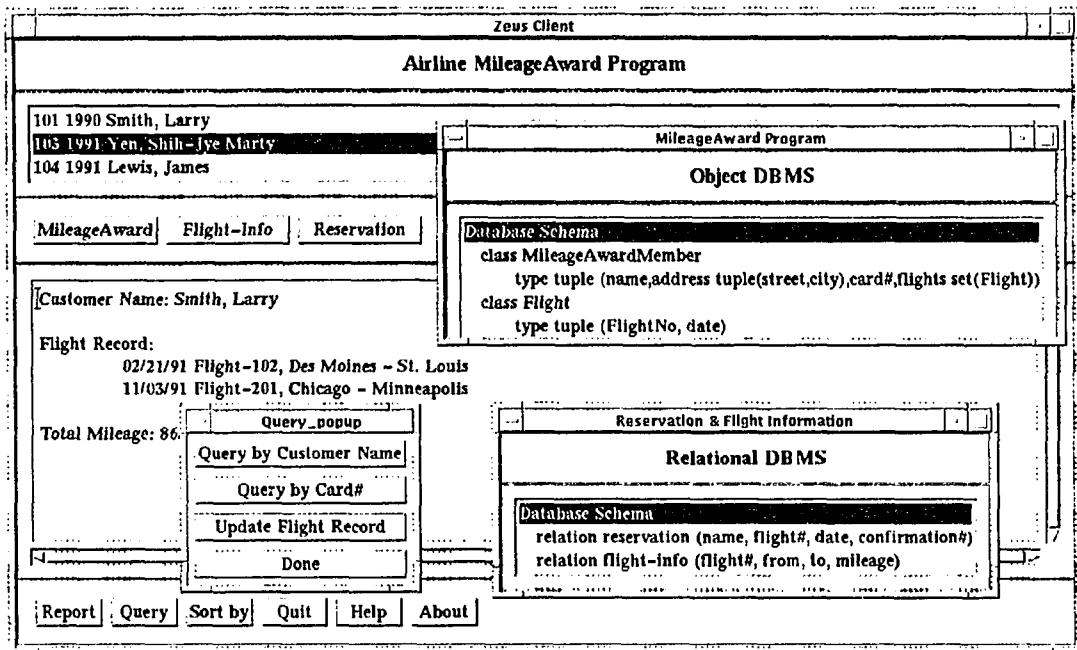 Zeus Client
Airline MileageAward Program
101 1990 Smith, Larry
103 1991 Yen, Shih-Jye Marty
104 1991 Lewis, James
MileageAward Flight-Info Reservation
Customer Name: Smith, Larry
Flight Record:
02/21/91 Flight-102, Des Moines - St. Louis
11/03/91 Flight-201, Chicago - Minneapolis
Total Mileage: 86
MileageAward Program
Object DBMS
Database Schema
class MileageAwardMember
type tuple (name,address tuple(street,city),card#,flights set(Flight))
class Flight
type tuple (FlightNo, date)
Query_popup
Query by Customer Name
Query by Card#
Update Flight Record
Done
Reservation & Flight Information
Relational DBMS
Database Schema
relation reservation (name, flight#, date, confirmation#)
relation flight-info (flight#, from, to, mileage)
Report Query Sort by Quit Help About